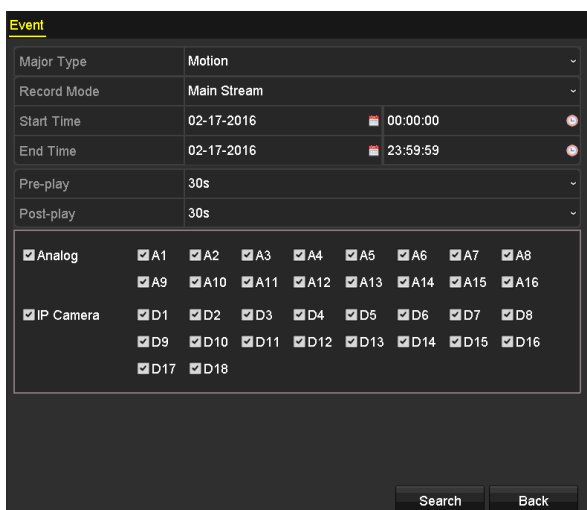 Event
Major Type Motion
Record Mode Main Stream
Start Time 02-17-2016 00:00:00
End Time 02-17-2016 23:59:59
Pre-play 30s
Post-play 30s
Analog A1 A2 A3 A4 A5 A6 A7 A8
A9 A10 A11 A12 A13 A14 A15 A16
IP Camera D1 D2 D3 D4 D5 D6 D7 D8
D9 D10 D11 D12 D13 D14 D15 D16
D17 D18
Search Back